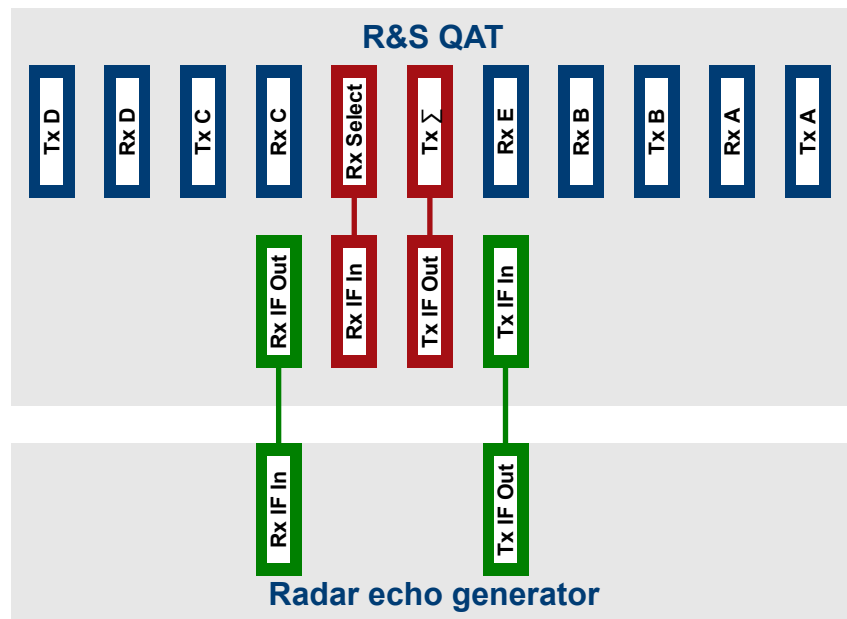 R&S QAT
Tx D
Rx D
Tx C
Rx C
Rx Select
Tx ∑
Rx E
Rx B
Tx B
Rx A
Tx A
Rx IF Out
Rx IF In
Tx IF Out
Tx IF In
Rx IF In
Tx IF Out
Radar echo generator